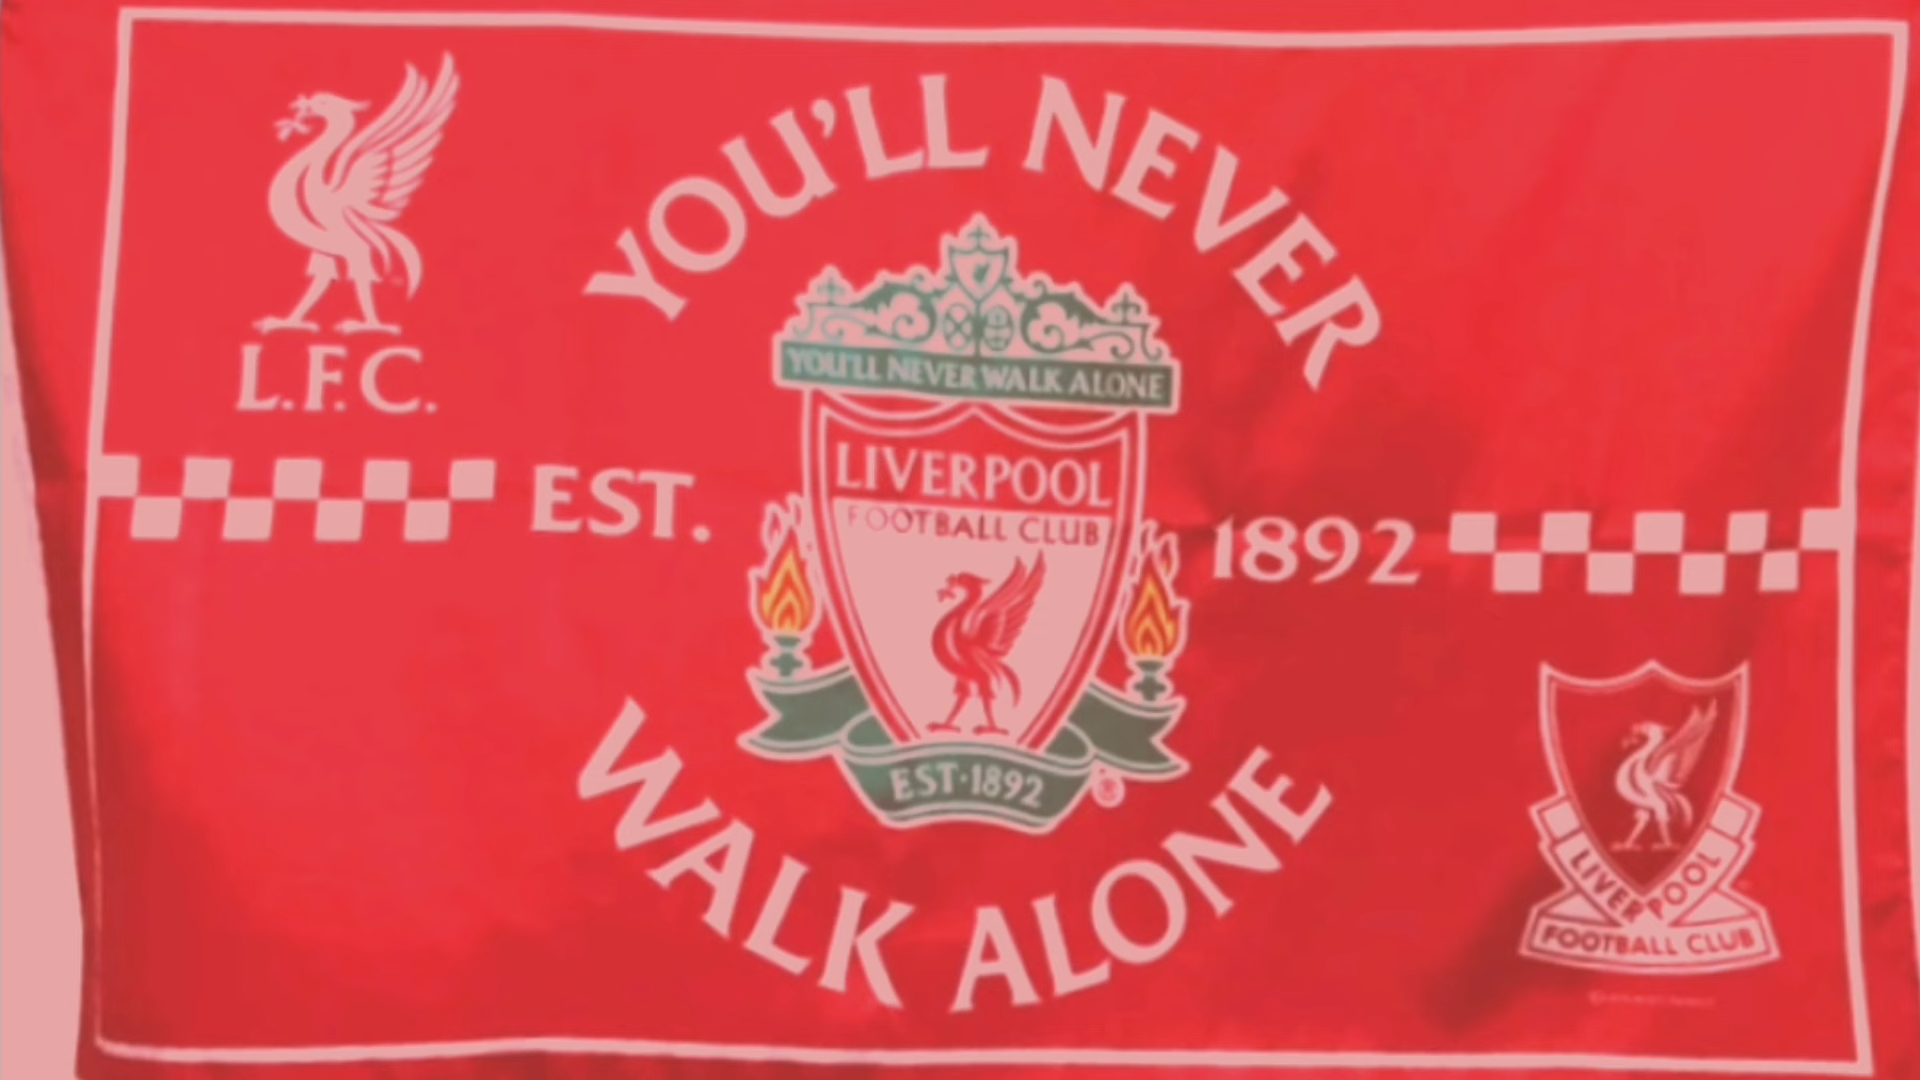 YOU'LL NEVER
L.F.C.
YOU'LL NEVER WALK ALONE
LIVERPOOL
FOOTBALL CLUB
EST. 1892
EST·1892
WALK ALONE
LIVERPOOL
FOOTBALL CLUB